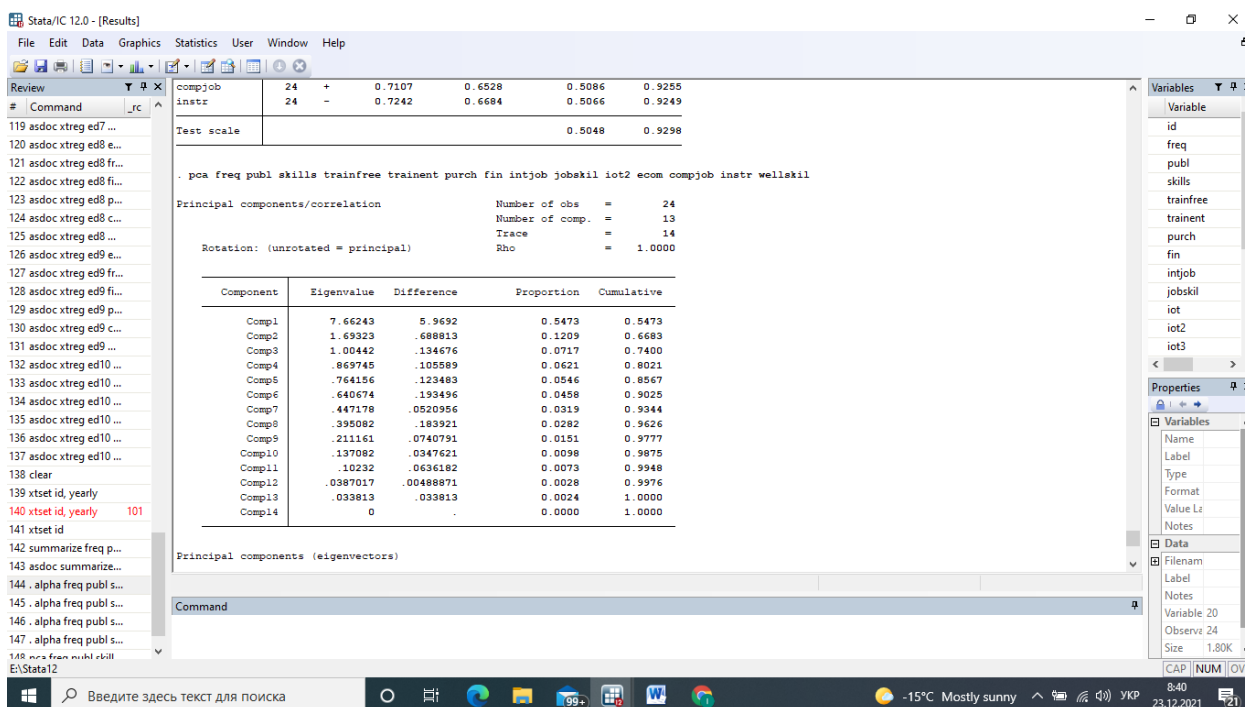 Stata/IC 12.0 - [Results]
File Edit Data Graphics Statistics User Window Help
Review
# Command _rc
119 asdoc xtreg ed7 ...
120 asdoc xtreg ed8 e...
121 asdoc xtreg ed8 fr...
122 asdoc xtreg ed8 fi...
123 asdoc xtreg ed8 p...
124 asdoc xtreg ed8 c...
125 asdoc xtreg ed8 ...
126 asdoc xtreg ed9 e...
127 asdoc xtreg ed9 fr...
128 asdoc xtreg ed9 fi...
129 asdoc xtreg ed9 p...
130 asdoc xtreg ed9 c...
131 asdoc xtreg ed9 ...
132 asdoc xtreg ed10 ...
133 asdoc xtreg ed10 ...
134 asdoc xtreg ed10 ...
135 asdoc xtreg ed10 ...
136 asdoc xtreg ed10 ...
137 asdoc xtreg ed10 ...
138 clear
139 xtset id, yearly
140 xtset id, yearly 101
141 xtset id
142 summarize freq p...
143 asdoc summarize...
144 . alpha freq publ s...
145 . alpha freq publ s...
146 . alpha freq publ s...
147 . alpha freq publ s...
148 pca freq publ skill
compjob 24 + 0.7107 0.6528 0.5086 0.9255
instr 24 - 0.7242 0.6684 0.5066 0.9249
Test scale 0.5048 0.9298
. pca freq publ skills trainfree trainent purch fin intjob jobskil iot2 ecom compjob instr wellskil
Principal components/correlation Number of obs = 24
Number of comp. = 13
Trace = 14
Rotation: (unrotated = principal) Rho = 1.0000
Component Eigenvalue Difference Proportion Cumulative
Comp1 7.66243 5.9692 0.5473 0.5473
Comp2 1.69323 .688813 0.1209 0.6683
Comp3 1.00442 .134676 0.0717 0.7400
Comp4 .869745 .105589 0.0621 0.8021
Comp5 .764156 .123483 0.0546 0.8567
Comp6 .640674 .193496 0.0458 0.9025
Comp7 .447178 .0520956 0.0319 0.9344
Comp8 .395082 .183921 0.0282 0.9626
Comp9 .211161 .0740791 0.0151 0.9777
Comp10 .137082 .0347621 0.0098 0.9875
Comp11 .10232 .0636182 0.0073 0.9948
Comp12 .0387017 .00488871 0.0028 0.9976
Comp13 .033813 .033813 0.0024 1.0000
Comp14 0 . 0.0000 1.0000
Principal components (eigenvectors)
Command
Variables
Variable
id
freq
publ
skills
trainfree
trainent
purch
fin
intjob
jobskil
iot
iot2
iot3
Properties
Variables
Name
Label
Type
Format
Value La
Notes
Data
Filenam
Label
Notes
Variable 20
Observa 24
Size 1.80K
E:\Stata12
CAP NUM OV
Введите здесь текст для поиска
99+
-15°C Mostly sunny
УКР
8:40
23.12.2021
21